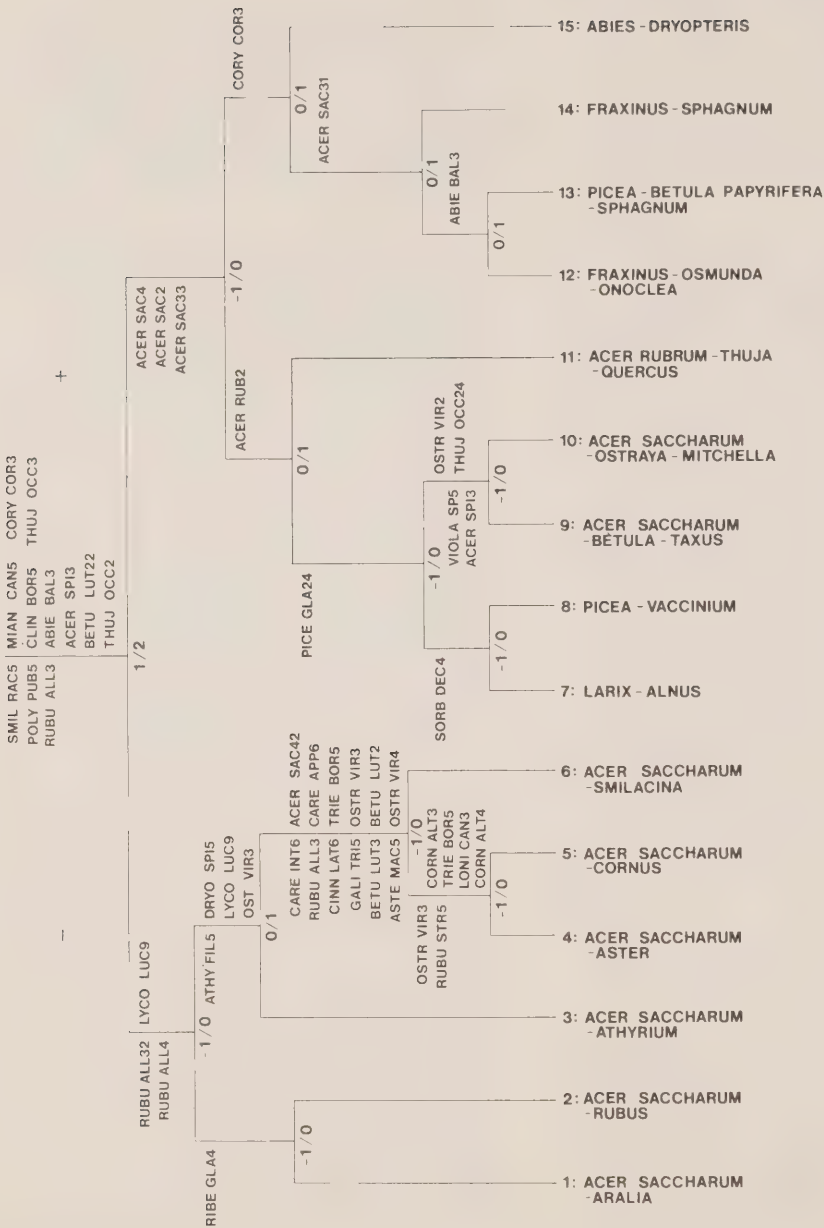 15: ABIES - DRYOPTERIS
14: FRAXINUS - SPHAGNUM
13: PICEA - BETULA PAPYRIFERA
-SPHAGNUM
12: FRAXINUS - OSMUNDA
-ONOCLEA
11: ACER RUBRUM - THUJA
-QUERCUS
10: ACER SACCHARUM
-OSTRAYA - MITCHELLA
9: ACER SACCHARUM
-BETULA - TAXUS
8: PICEA - VACCINIUM
7: LARIX - ALNUS
6: ACER SACCHARUM
-SMILACINA
5: ACER SACCHARUM
-CORNUS
4: ACER SACCHARUM
-ASTER
3: ACER SACCHARUM
-ATHYRIUM
2: ACER SACCHARUM
-RUBUS
1: ACER SACCHARUM
-ARALIA
SMIL RAC5
POLY PUB5
RUBU ALL3
MIAN CAN5 CORY COR3
CLIN BOR5 THUJ OCC3
ABIE BAL3
ACER SPI3
BETU LUT22
THUJ OCC2
1/2
-
+
RUBU ALL32
RUBU ALL4
LYCO LUC9
-1/0
ACER SAC4
ACER SAC2
ACER SAC33
-1/0
RIBE GLA4
-1/0
ATHY FIL5
DRYO SPI5
LYCO LUC9
OST VIR3
0/1
CARE INT6
RUBU ALL3
CINN LAT6
GALI TRI5
BETU LUT3
ASTE MAC5
ACER SAC42
CARE APP6
TRIE BOR5
OSTR VIR3
BETU LUT2
OSTR VIR4
-1/0
OSTR VIR3
RUBU STR5
CORN ALT3
TRIE BOR5
LONI CAN3
CORN ALT4
-1/0
ACER RUB2
0/1
PICE GLA24
-1/0
SORB DEC4
-1/0
VIOLA SP5
ACER SPI3
OSTR VIR2
THUJ OCC24
-1/0
CORY COR3
0/1
ACER SAC31
0/1
ABIE BAL3
0/1